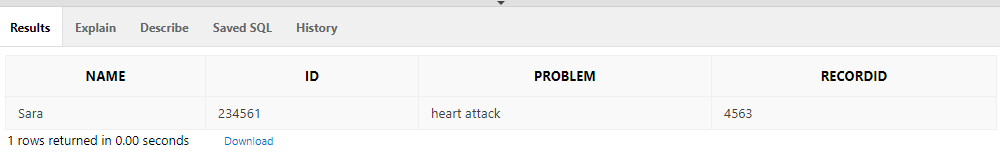 Results Explain Describe Saved SQL History
NAME ID PROBLEM RECORDID
Sara 234561 heart attack 4563
1 rows returned in 0.00 seconds Download